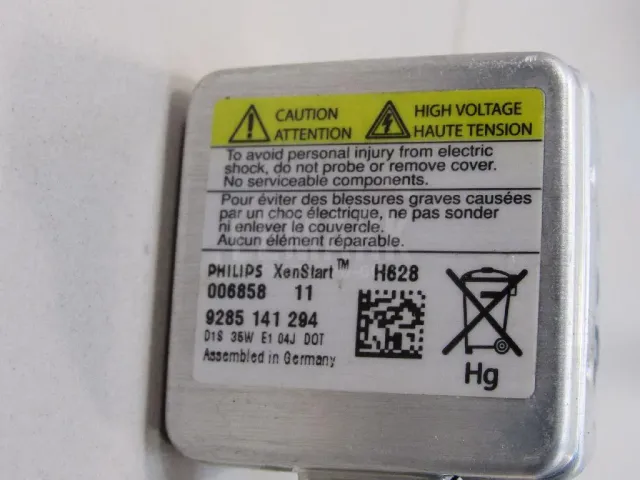 CAUTION
ATTENTION
HIGH VOLTAGE
HAUTE TENSION
To avoid personal injury from electric
shock, do not probe or remove cover.
No serviceable components.
Pour éviter des blessures graves causées
par un choc électrique, ne pas sonder
ni enlever le couvercle.
Aucun élément réparable.
PHILIPS XenStart™ H628
006858 11
9285 141 294
D1S 35W E1 04J DOT
Assembled in Germany
Hg